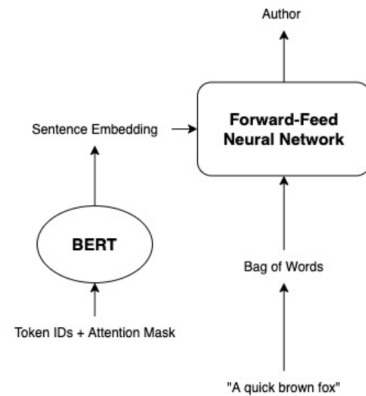 Author
Forward-Feed
Neural Network
Sentence Embedding
BERT
Bag of Words
Token IDs + Attention Mask
"A quick brown fox"